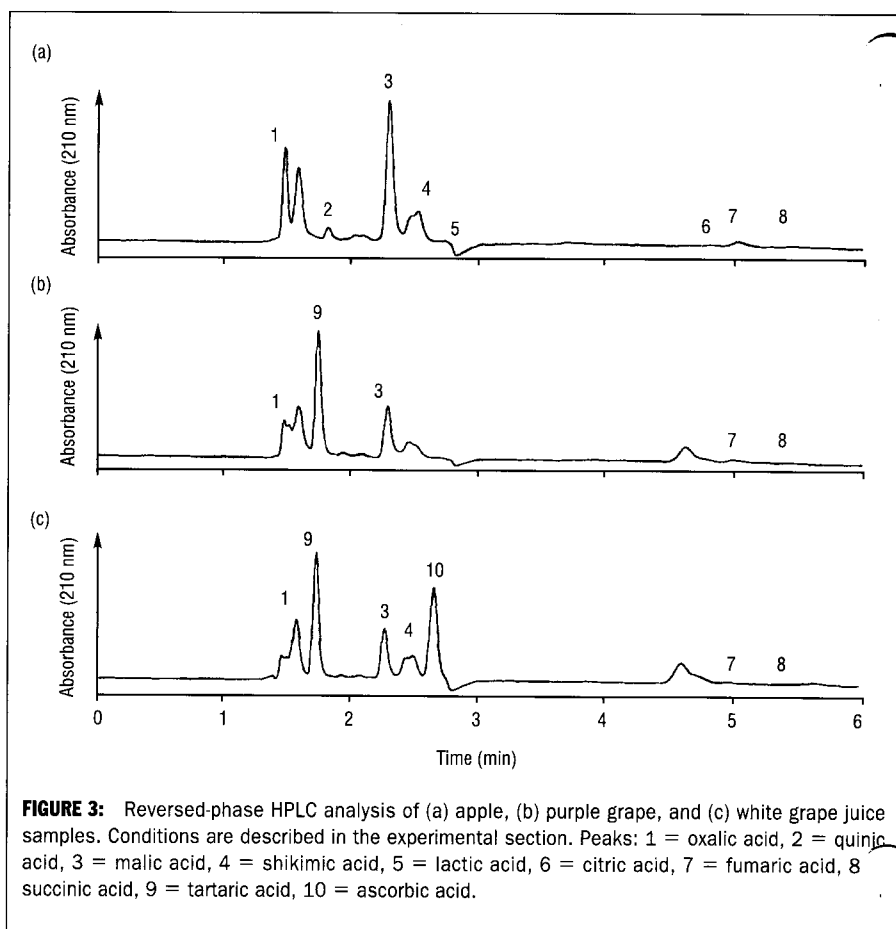 (a)
Absorbance (210 nm)
1
2
3
4
5
6
7
8
(b)
Absorbance (210 nm)
1
9
3
7
8
(c)
Absorbance (210 nm)
1
9
3
4
10
7
8
0 1 2 3 4 5 6
Time (min)
FIGURE 3: Reversed-phase HPLC analysis of (a) apple, (b) purple grape, and (c) white grape juice
samples. Conditions are described in the experimental section. Peaks: 1 = oxalic acid, 2 = quinic
acid, 3 = malic acid, 4 = shikimic acid, 5 = lactic acid, 6 = citric acid, 7 = fumaric acid, 8
succinic acid, 9 = tartaric acid, 10 = ascorbic acid.